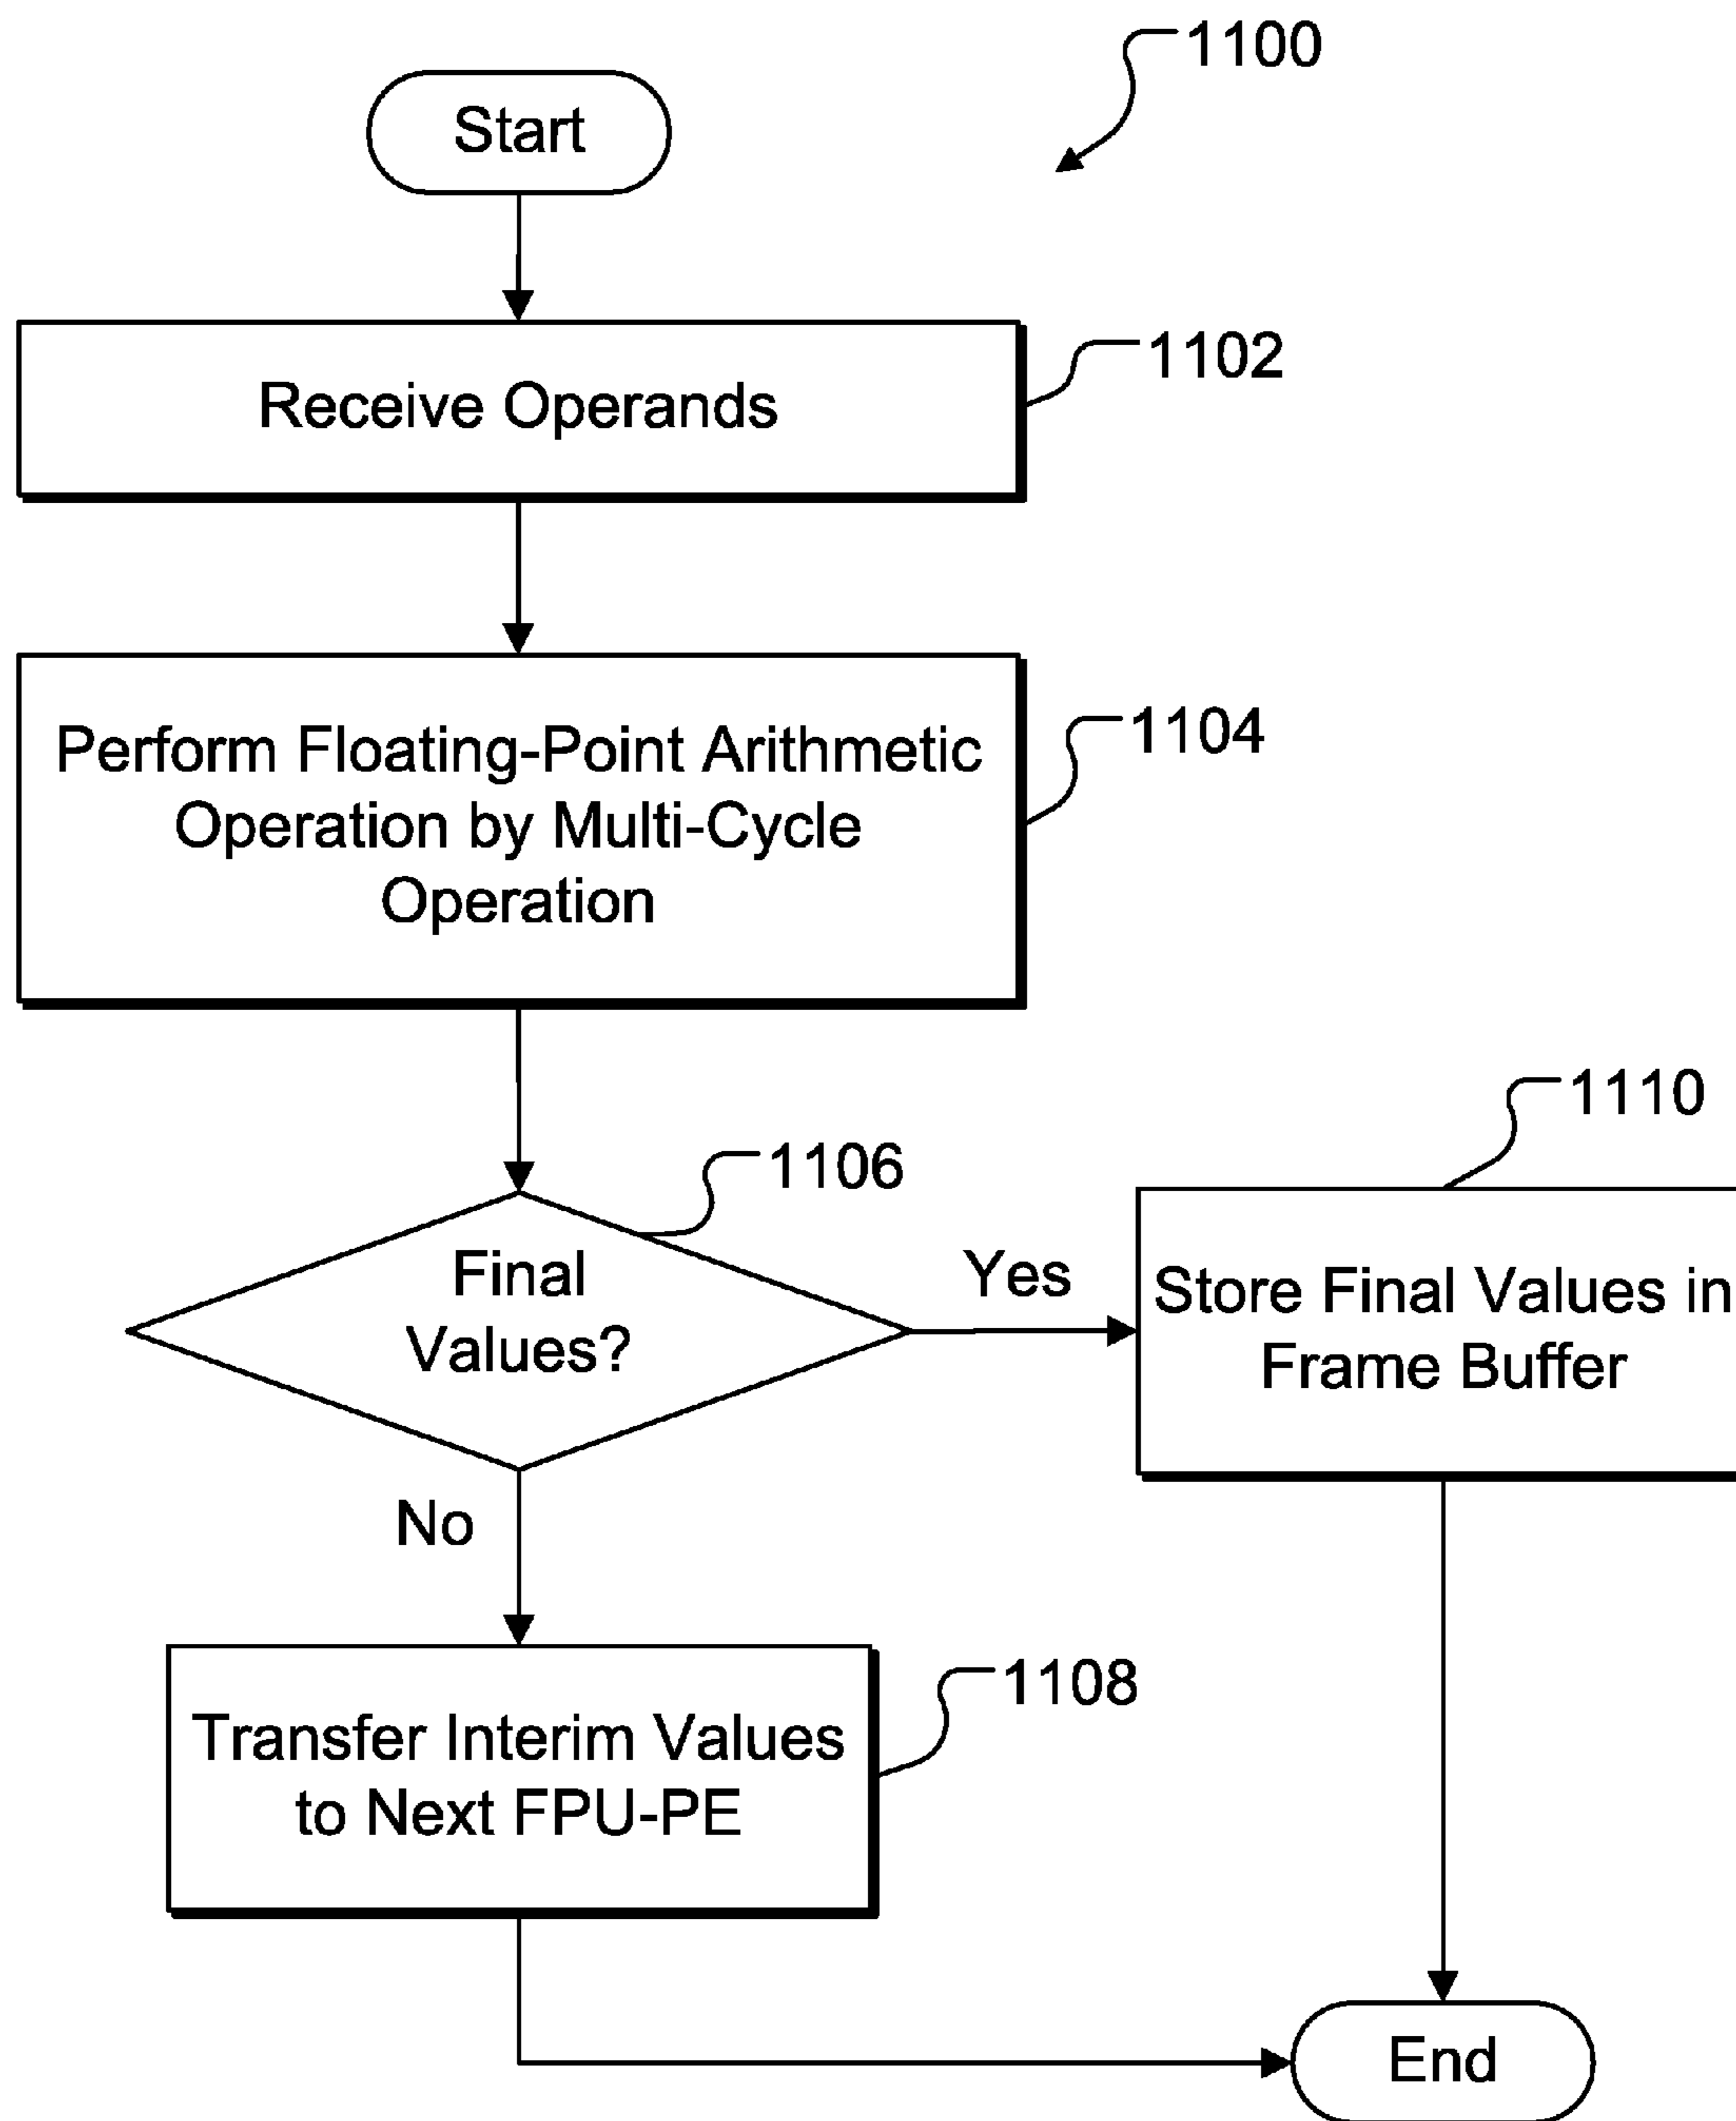 1100
Start
1102
Receive Operands
1104
Perform Floating-Point Arithmetic
Operation by Multi-Cycle
Operation
1106
Final
Values?
Yes
1110
Store Final Values in
Frame Buffer
No
1108
Transfer Interim Values
to Next FPU-PE
End